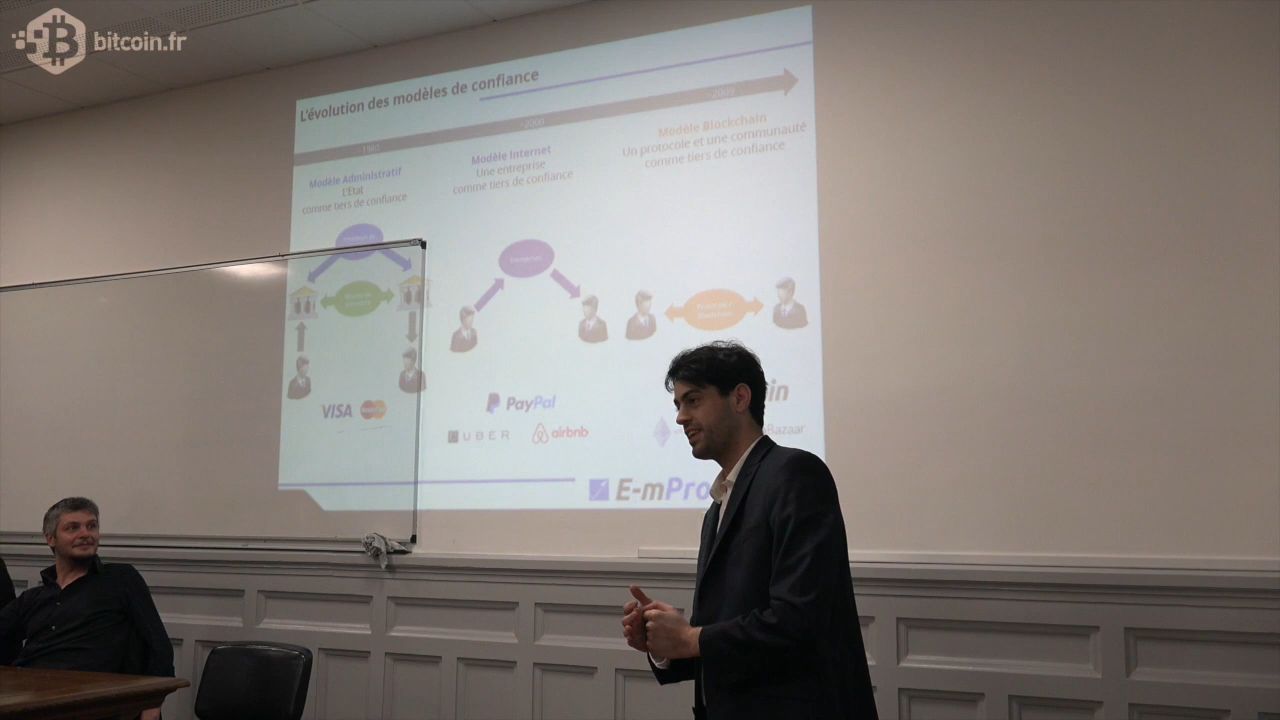 bitcoin.fr
L'évolution des modèles de confiance
~1980
~2000
~2009
Modèle Administratif
L'État
comme tiers de confiance
Modèle Internet
Une entreprise
comme tiers de confiance
Modèle Blockchain
Un protocole et une communauté
comme tiers de confiance
VISA
PayPal
UBER
airbnb
in
Bazaar
E-mPro